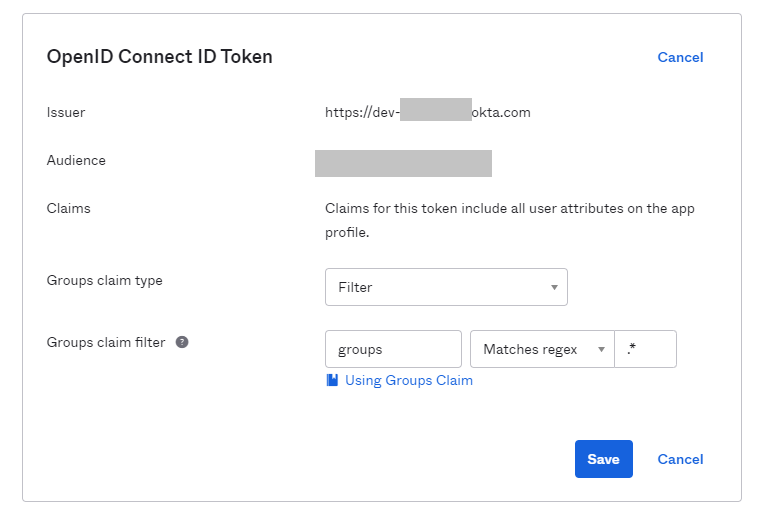 OpenID Connect ID Token Cancel
Issuer https://dev- okta.com
Audience
Claims Claims for this token include all user attributes on the app
profile.
Groups claim type Filter
Groups claim filter ? groups Matches regex .*
Using Groups Claim
Save Cancel